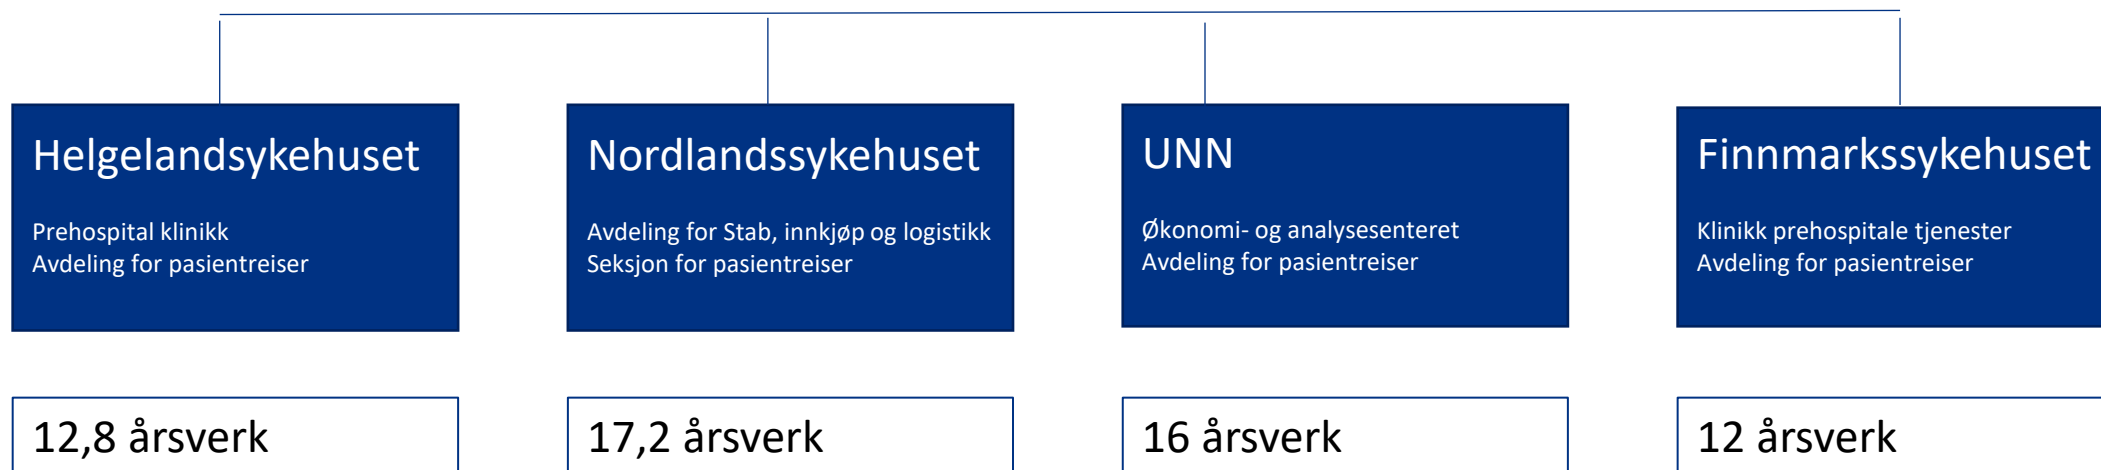 Helgelandsykehuset
Prehospital klinikk
Avdeling for pasientreiser
12,8 årsverk
Nordlandssykehuset
Avdeling for Stab, innkjøp og logistikk
Seksjon for pasientreiser
17,2 årsverk
UNN
Økonomi- og analysesenteret
Avdeling for pasientreiser
16 årsverk
Finnmarkssykehuset
Klinikk prehospitale tjenester
Avdeling for pasientreiser
12 årsverk